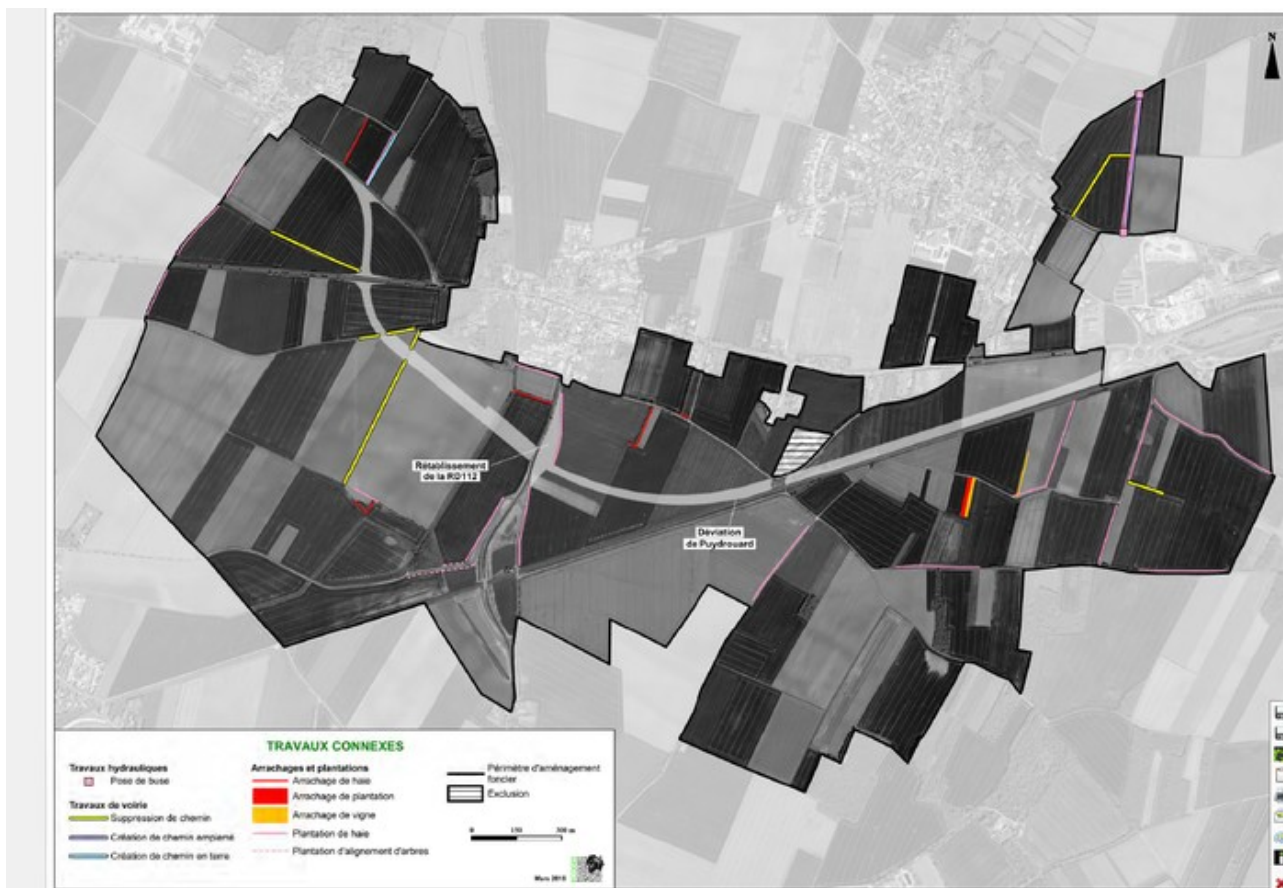 N
Rétablissement
de la RD112
Déviation
de Puydrouard
TRAVAUX CONNEXES
Travaux hydrauliques
Pose de buse
Travaux de voirie
Suppression de chemin
Création de chemin empierré
Création de chemin en terre
Arrachages et plantations
Arrachage de haie
Arrachage de plantation
Arrachage de vigne
Plantation de haie
Plantation d'alignement d'arbres
Périmètre d'aménagement
foncier
Exclusion
0 150 300 m
Mars 2015